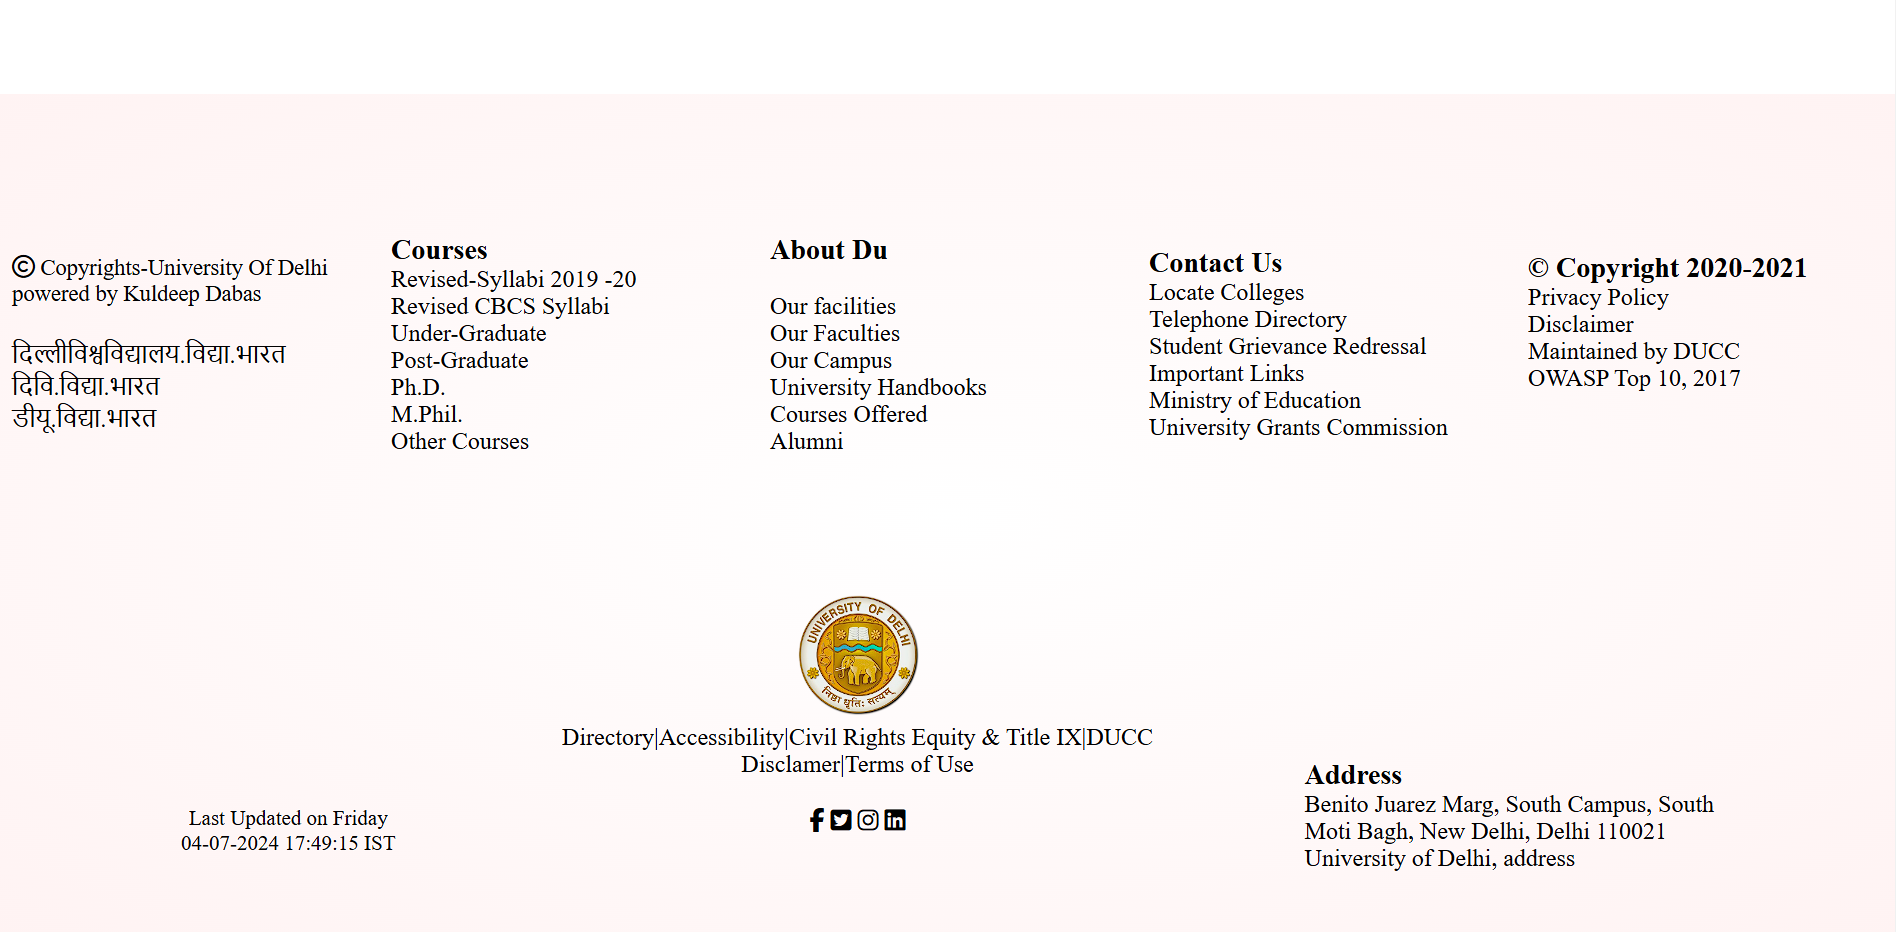 © Copyrights-University Of Delhi
powered by Kuldeep Dabas
दिल्लीविश्वविद्यालय.विद्या.भारत
दिवि.विद्या.भारत
डीयू.विद्या.भारत
Courses
Revised-Syllabi 2019 -20
Revised CBCS Syllabi
Under-Graduate
Post-Graduate
Ph.D.
M.Phil.
Other Courses
About Du
Our facilities
Our Faculties
Our Campus
University Handbooks
Courses Offered
Alumni
Contact Us
Locate Colleges
Telephone Directory
Student Grievance Redressal
Important Links
Ministry of Education
University Grants Commission
© Copyright 2020-2021
Privacy Policy
Disclaimer
Maintained by DUCC
OWASP Top 10, 2017
UNIVERSITY OF DELHI
निष्ठा धृति: सत्यम्
Directory|Accessibility|Civil Rights Equity & Title IX|DUCC
Disclamer|Terms of Use
Last Updated on Friday
04-07-2024 17:49:15 IST
Address
Benito Juarez Marg, South Campus, South
Moti Bagh, New Delhi, Delhi 110021
University of Delhi, address